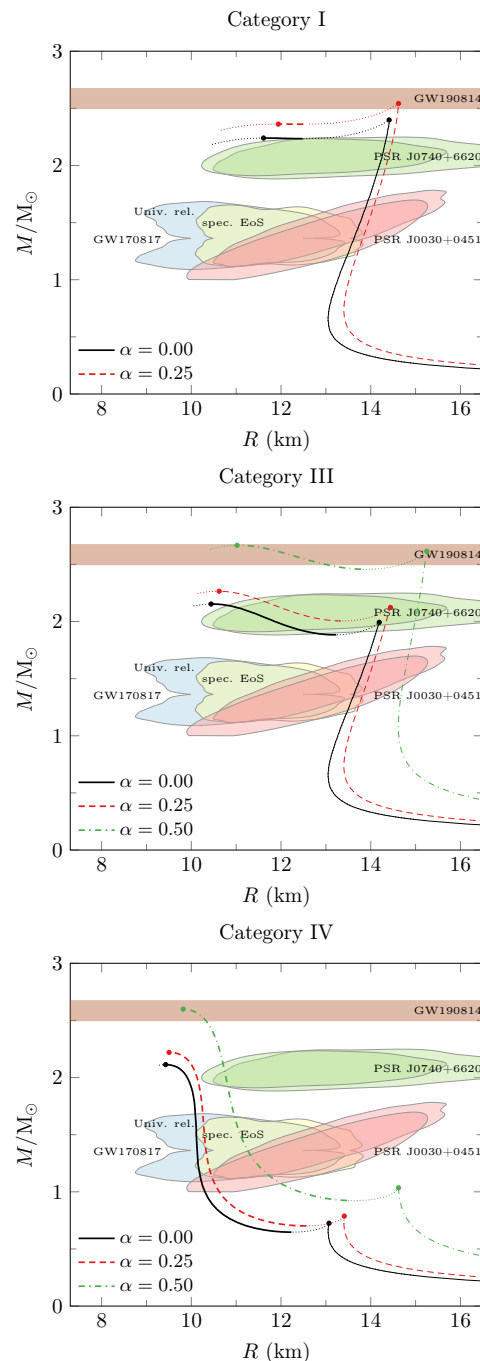 Category I
3
2
1
0
M/M⊙
GW190814
PSR J0740+6620
Univ. rel.
spec. EoS
GW170817
PSR J0030+0451
α = 0.00
α = 0.25
8 10 12 14 16
R (km)
Category III
3
2
1
0
M/M⊙
GW190814
PSR J0740+6620
Univ. rel.
spec. EoS
GW170817
PSR J0030+0451
α = 0.00
α = 0.25
α = 0.50
8 10 12 14 16
R (km)
Category IV
3
2
1
0
M/M⊙
GW190814
PSR J0740+6620
Univ. rel.
spec. EoS
GW170817
PSR J0030+0451
α = 0.00
α = 0.25
α = 0.50
8 10 12 14 16
R (km)